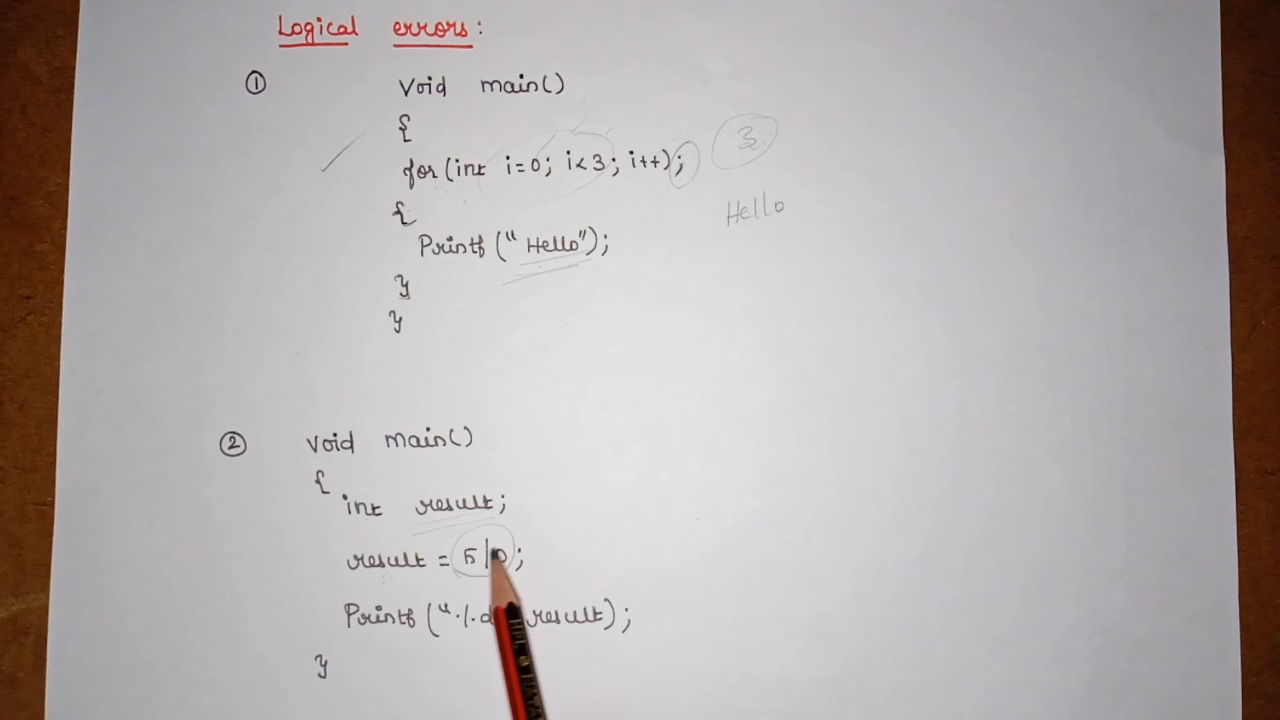 Logical errors:
① Void main()
{
for(int i=0; i<3; i++); 3
{ Hello
Printf ("Hello");
}
}
② void main()
{
int result;
result = 5|0;
Printf ("%d result);
}